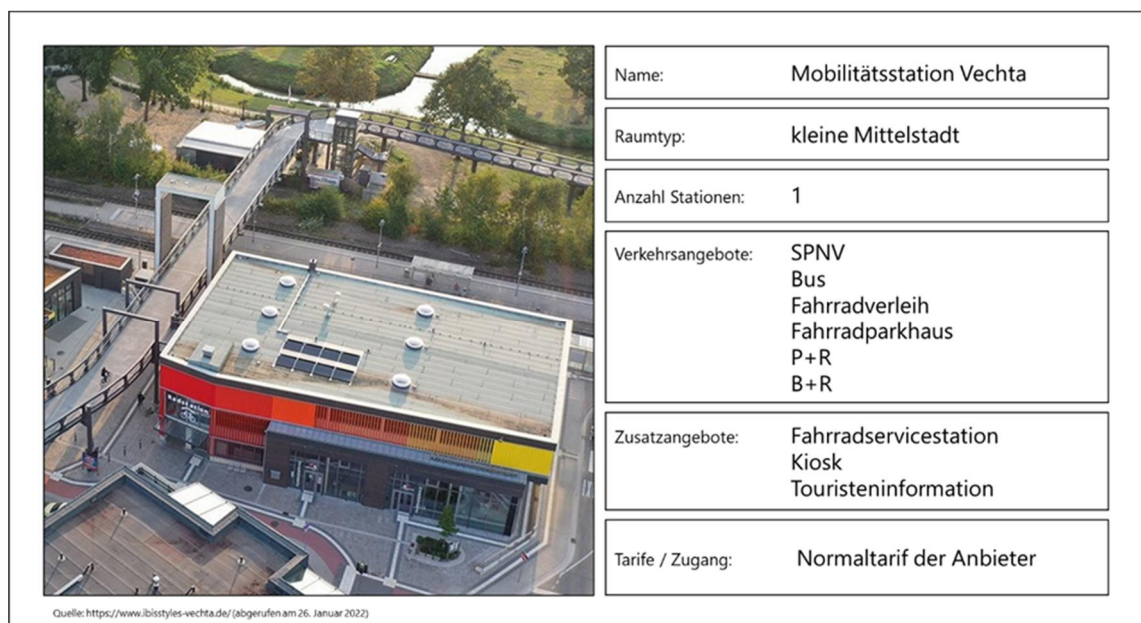 Radstation
Name: Mobilitätsstation Vechta
Raumtyp: kleine Mittelstadt
Anzahl Stationen: 1
Verkehrsangebote: SPNV
Bus
Fahrradverleih
Fahrradparkhaus
P+R
B+R
Zusatzangebote: Fahrradservicestation
Kiosk
Touristeninformation
Tarife / Zugang: Normaltarif der Anbieter
Quelle: https://www.ibisstyles-vechta.de/ (abgerufen am 26. Januar 2022)